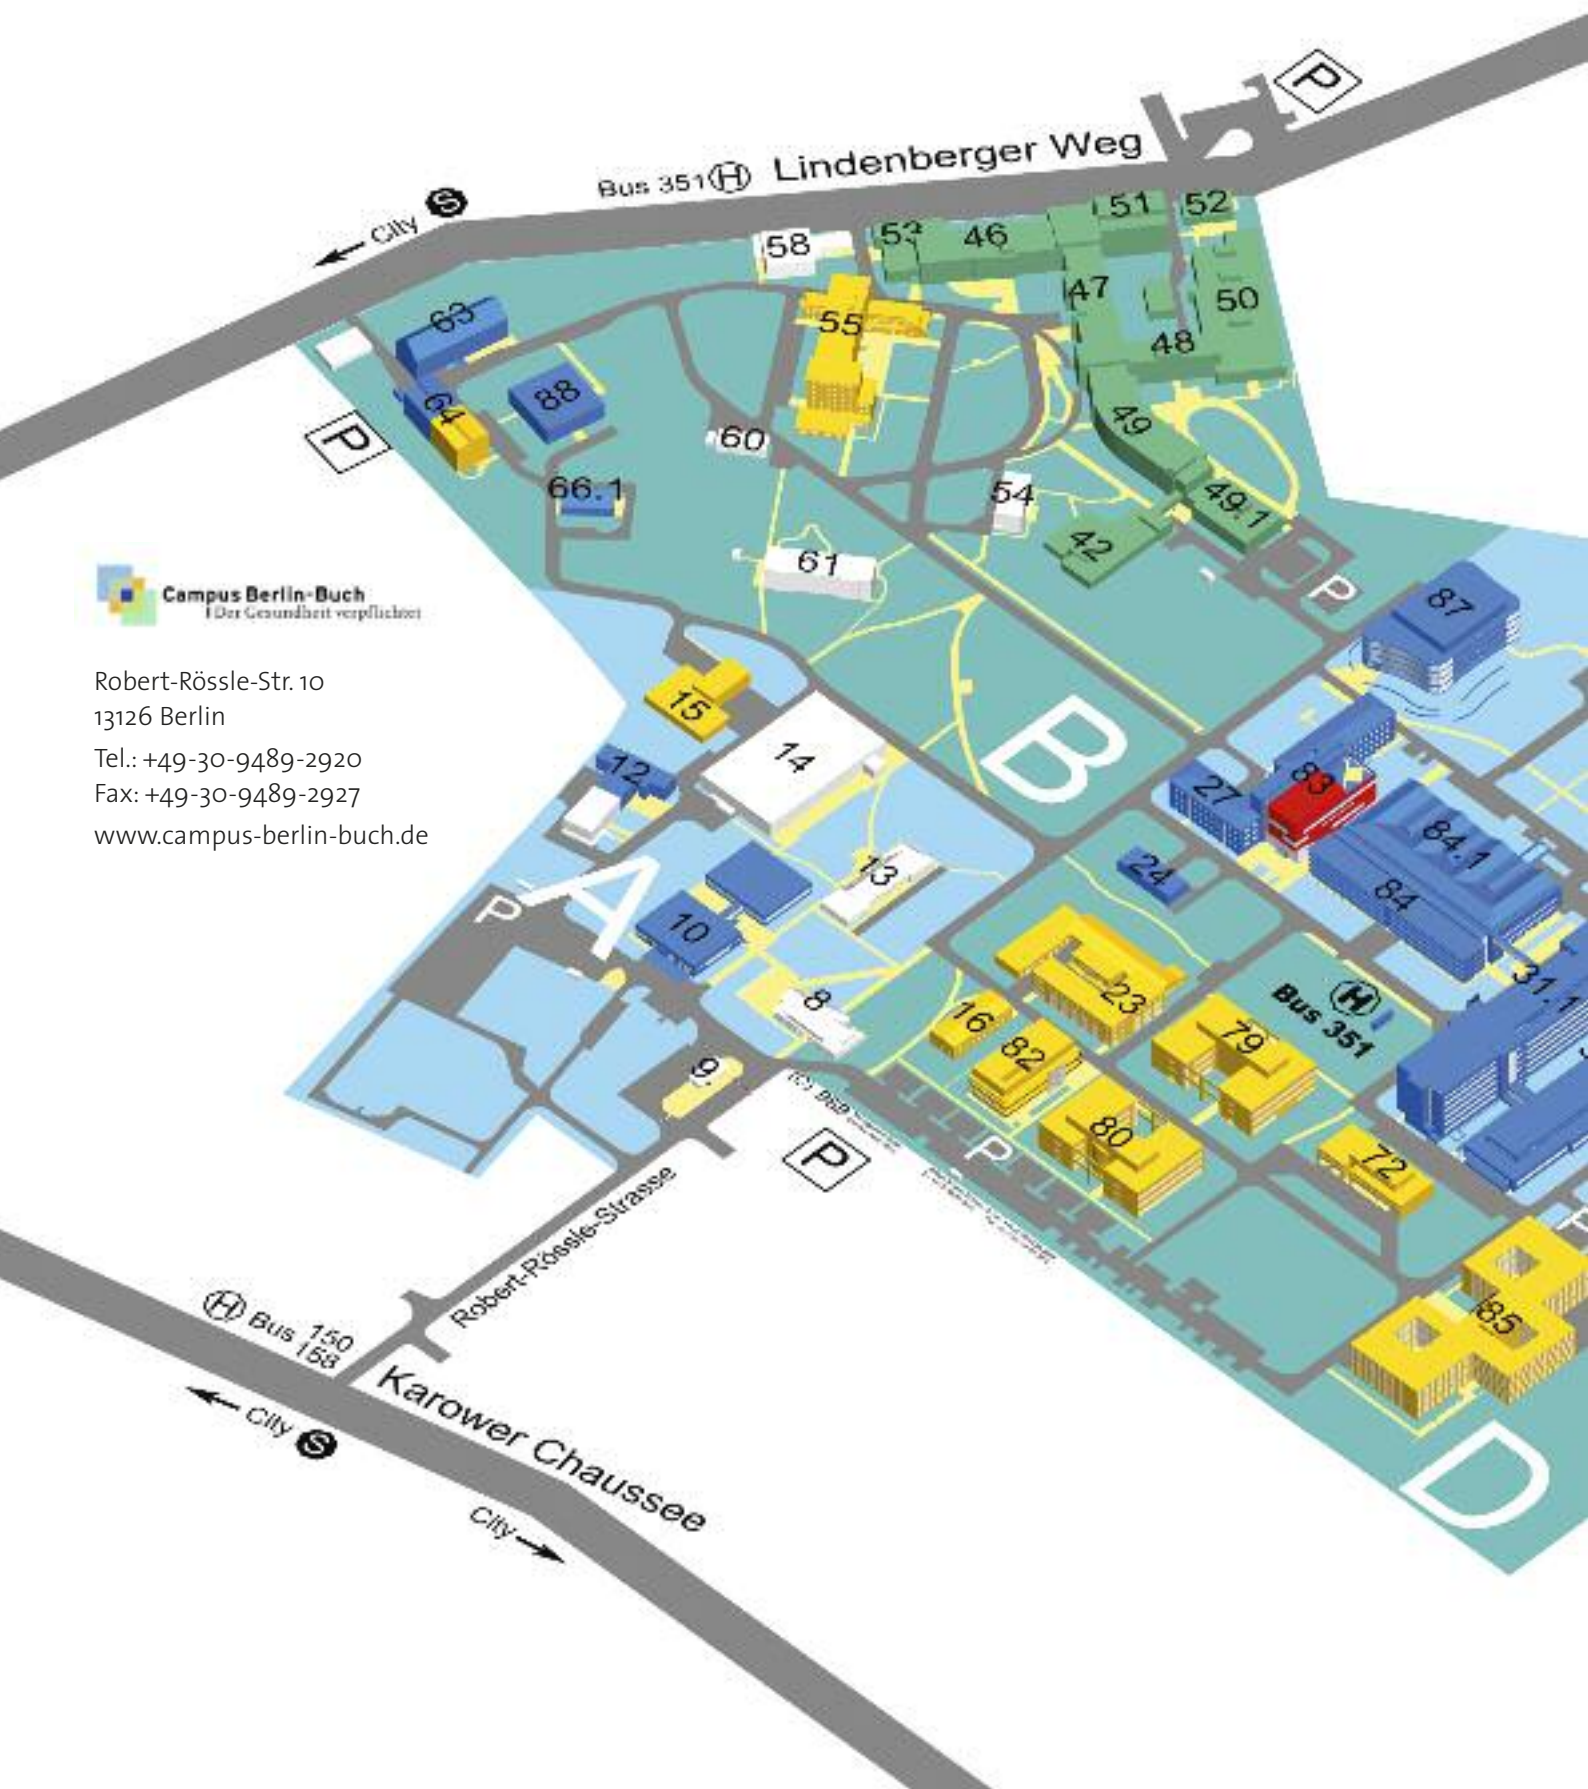 P
Bus 351 H Lindenberger Weg
City S
51
52
53
46
58
47
50
63
55
48
88
64
49
P
60
66.1
54
49.1
42
61
P
87
Campus Berlin-Buch
Der Gesundheit verpflichtet
Robert-Rössle-Str. 10
13126 Berlin
Tel.: +49-30-9489-2920
Fax: +49-30-9489-2927
www.campus-berlin-buch.de
15
B
14
12
83
27
84.1
24
13
84
A
P
10
31.1
8
23
16
H
Bus 351
79
82
9
80
P
P
72
Robert-Rössle-Strasse
85
H Bus 150
158
Karower Chaussee
City S
D
City